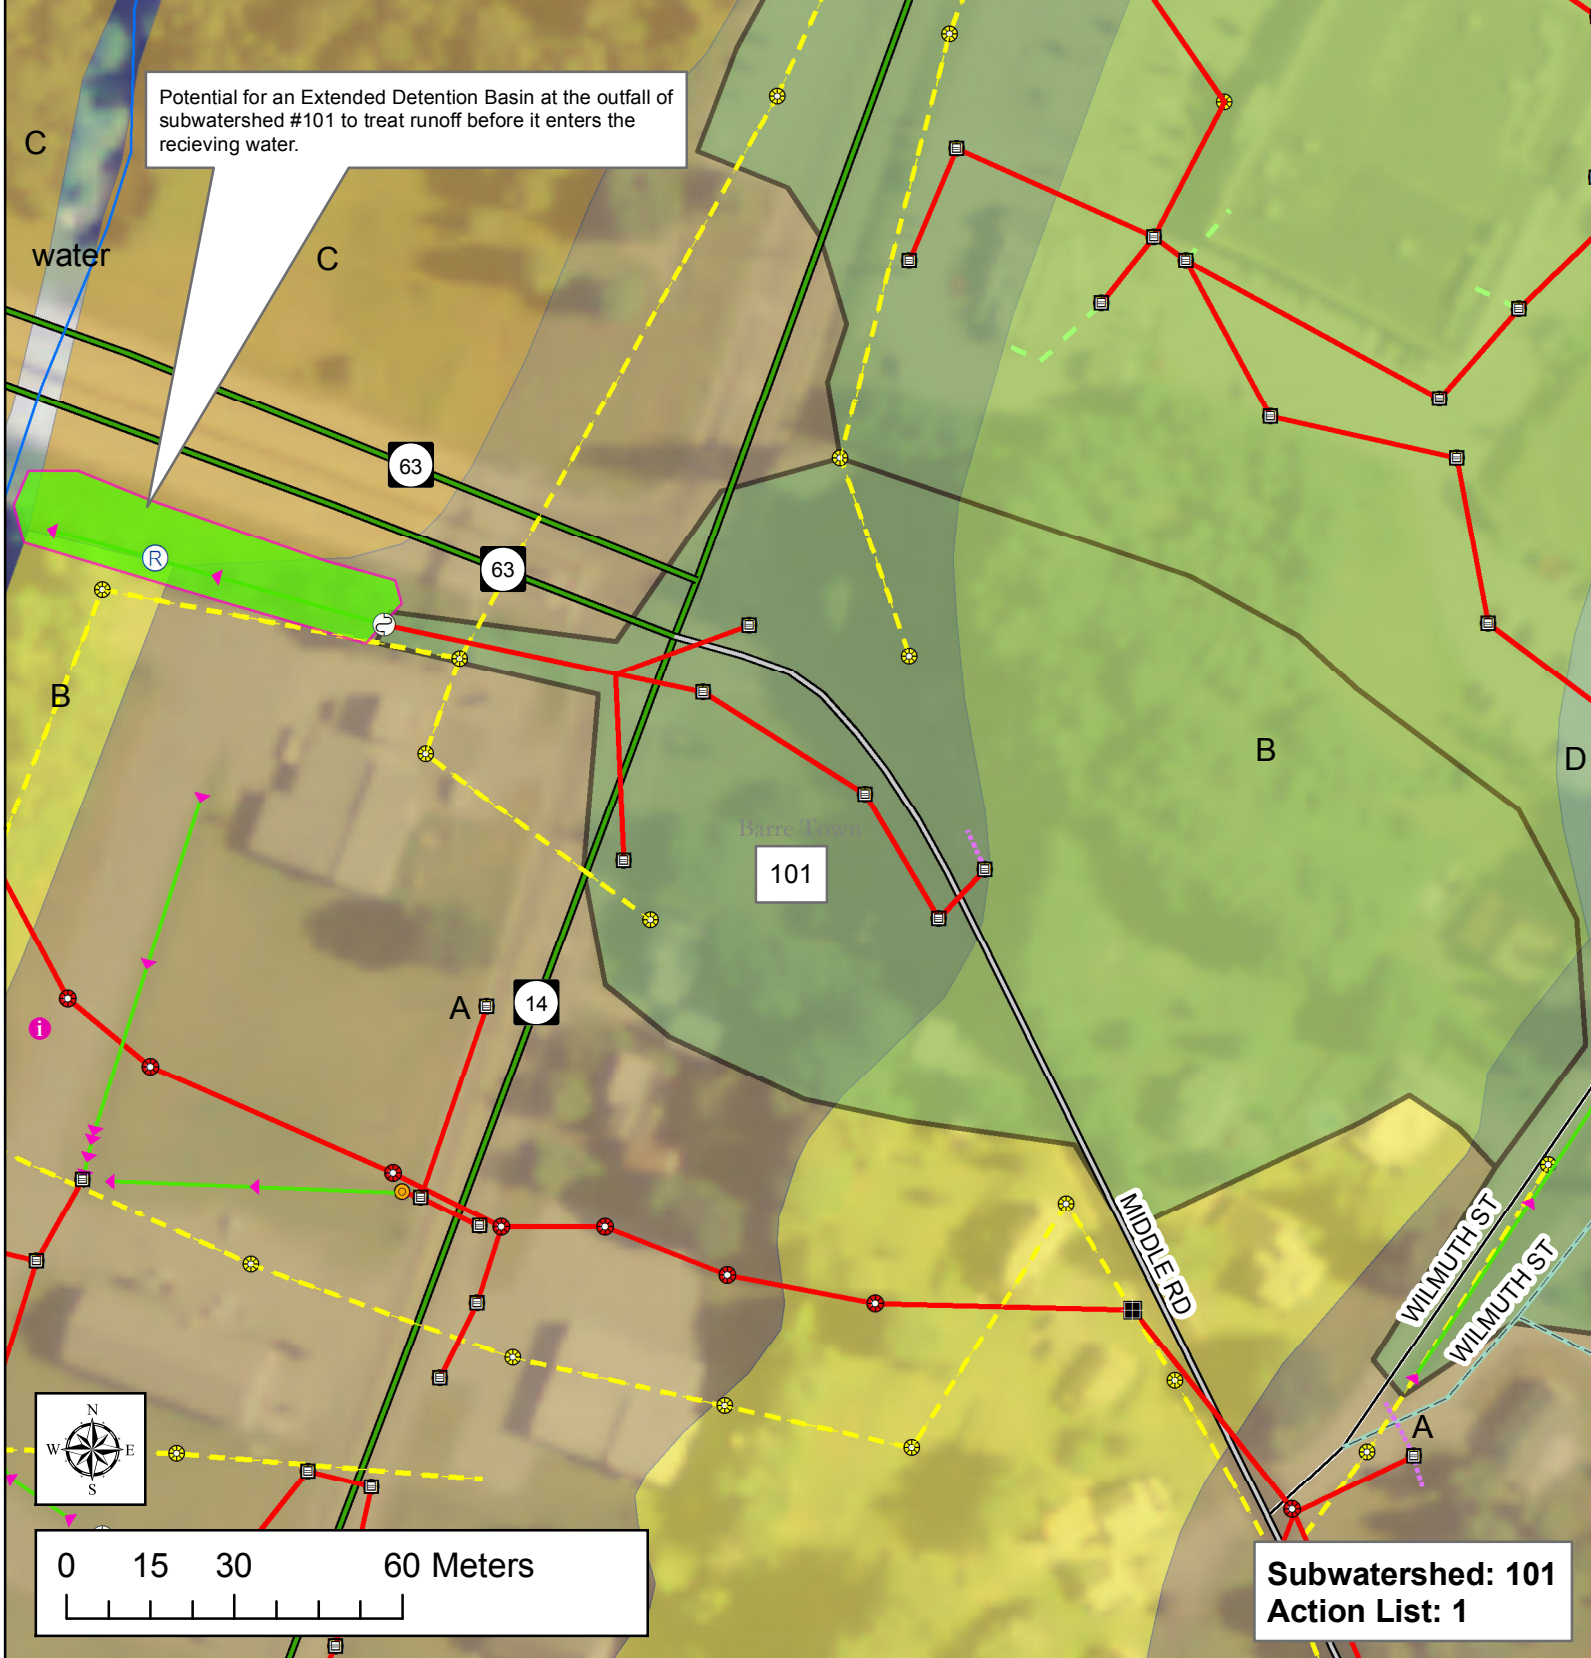 Potential for an Extended Detention Basin at the outfall of
subwatershed #101 to treat runoff before it enters the
recieving water.
C
water
C
63
63
R
B
B
D
Barre Town
101
A
14
i
MIDDLE RD
WILMUTH ST
WILMUTH ST
A
N
W E
S
0 15 30 60 Meters
Subwatershed: 101
Action List: 1